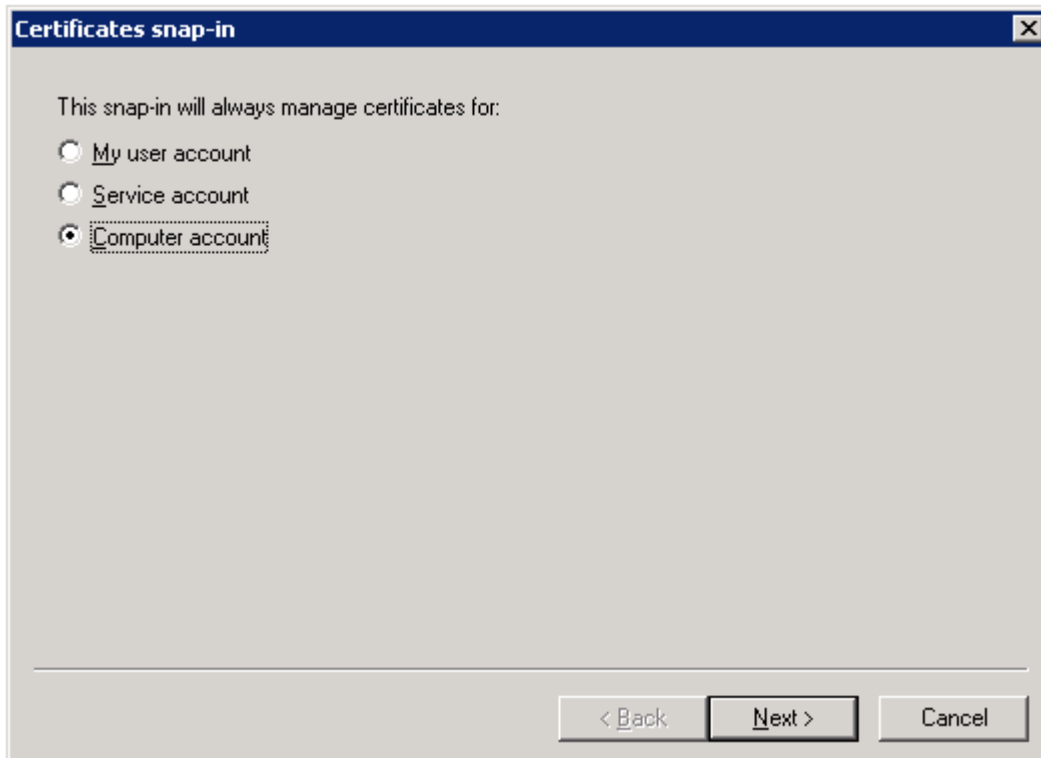 Certificates snap-in
This snap-in will always manage certificates for:
My user account
Service account
Computer account
< Back
Next >
Cancel